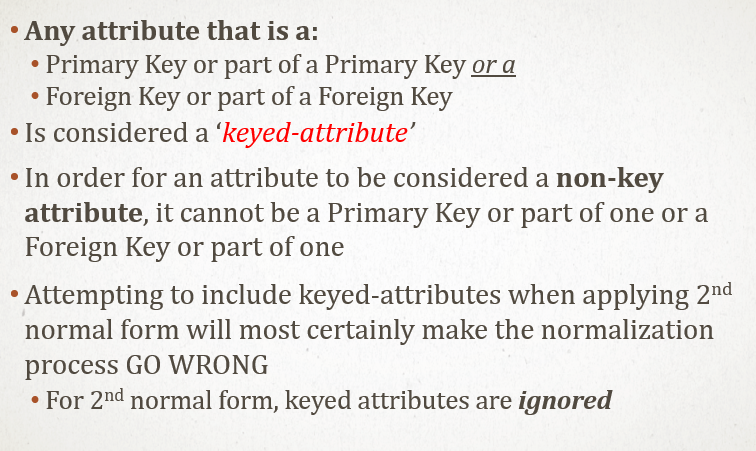 • Any attribute that is a:
• Primary Key or part of a Primary Key or a
• Foreign Key or part of a Foreign Key
• Is considered a ‘keyed-attribute’
• In order for an attribute to be considered a non-key
attribute, it cannot be a Primary Key or part of one or a
Foreign Key or part of one
• Attempting to include keyed-attributes when applying 2nd
normal form will most certainly make the normalization
process GO WRONG
• For 2nd normal form, keyed attributes are ignored